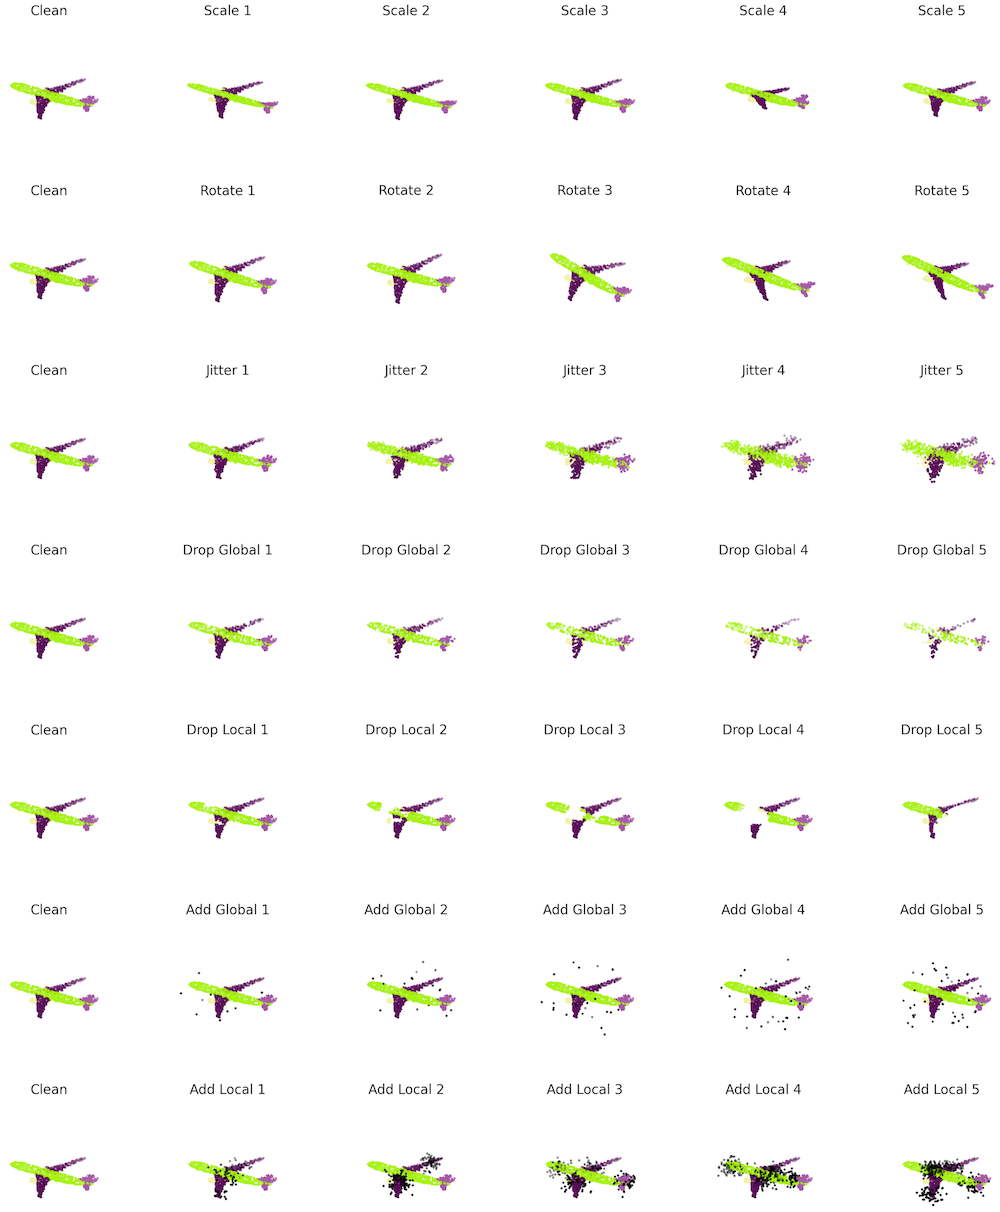 Clean Scale 1 Scale 2 Scale 3 Scale 4 Scale 5
Clean Rotate 1 Rotate 2 Rotate 3 Rotate 4 Rotate 5
Clean Jitter 1 Jitter 2 Jitter 3 Jitter 4 Jitter 5
Clean Drop Global 1 Drop Global 2 Drop Global 3 Drop Global 4 Drop Global 5
Clean Drop Local 1 Drop Local 2 Drop Local 3 Drop Local 4 Drop Local 5
Clean Add Global 1 Add Global 2 Add Global 3 Add Global 4 Add Global 5
Clean Add Local 1 Add Local 2 Add Local 3 Add Local 4 Add Local 5